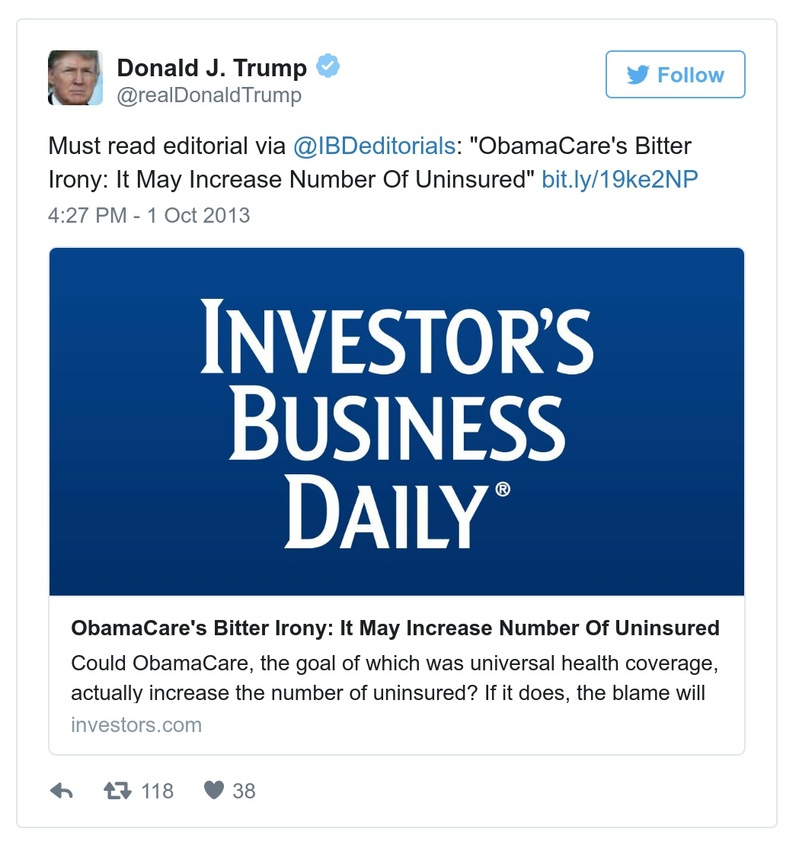 Donald J. Trump
@realDonaldTrump
Follow
Must read editorial via @IBDeditorials: "ObamaCare's Bitter
Irony: It May Increase Number Of Uninsured" bit.ly/19ke2NP
4:27 PM - 1 Oct 2013
INVESTOR'S
BUSINESS
DAILY®
ObamaCare's Bitter Irony: It May Increase Number Of Uninsured
Could ObamaCare, the goal of which was universal health coverage,
actually increase the number of uninsured? If it does, the blame will
investors.com
118 38